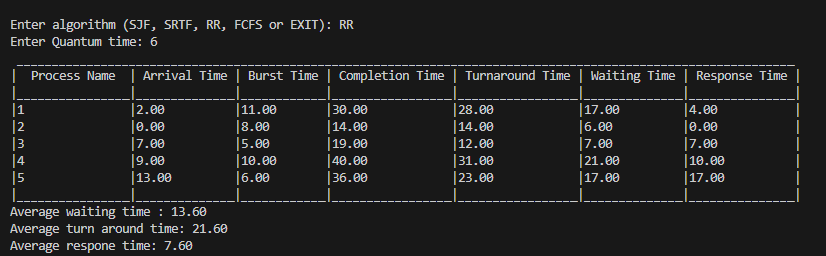 Enter algorithm (SJF, SRTF, RR, FCFS or EXIT): RR
Enter Quantum time: 6
| Process Name | Arrival Time | Burst Time | Completion Time | Turnaround Time | Waiting Time | Response Time |
|1 |2.00 |11.00 |30.00 |28.00 |17.00 |4.00 |
|2 |0.00 |8.00 |14.00 |14.00 |6.00 |0.00 |
|3 |7.00 |5.00 |19.00 |12.00 |7.00 |7.00 |
|4 |9.00 |10.00 |40.00 |31.00 |21.00 |10.00 |
|5 |13.00 |6.00 |36.00 |23.00 |17.00 |17.00 |
Average waiting time : 13.60
Average turn around time: 21.60
Average respone time: 7.60